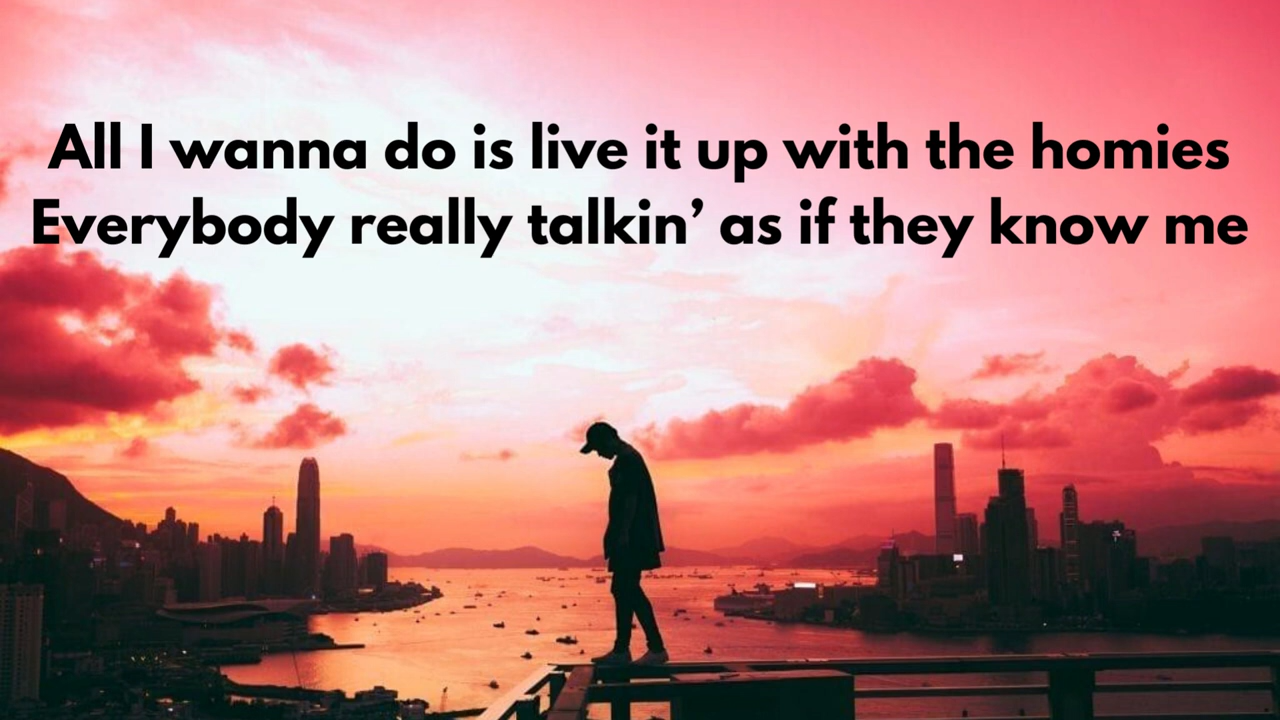 All I wanna do is live it up with the homies
Everybody really talkin’ as if they know me